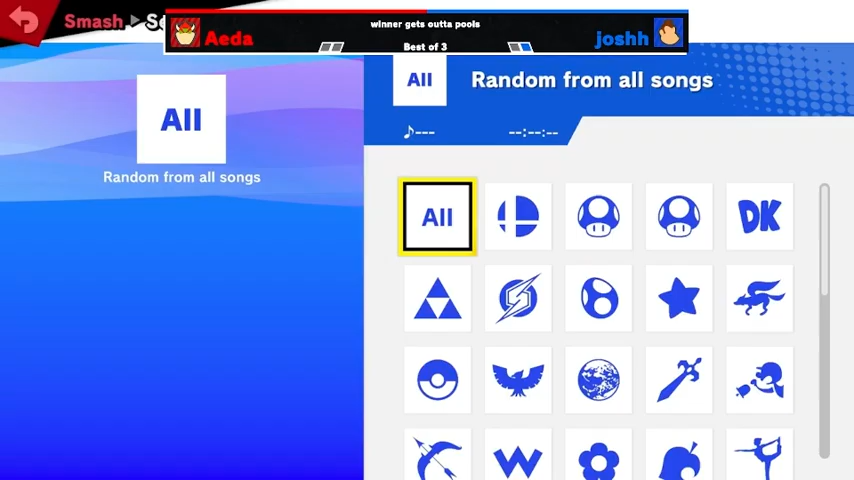 Smash
winner gets outta pools
Aeda
Best of 3
joshh
All
Random from all songs
All
Random from all songs
♪---
--:--:--
All
DK